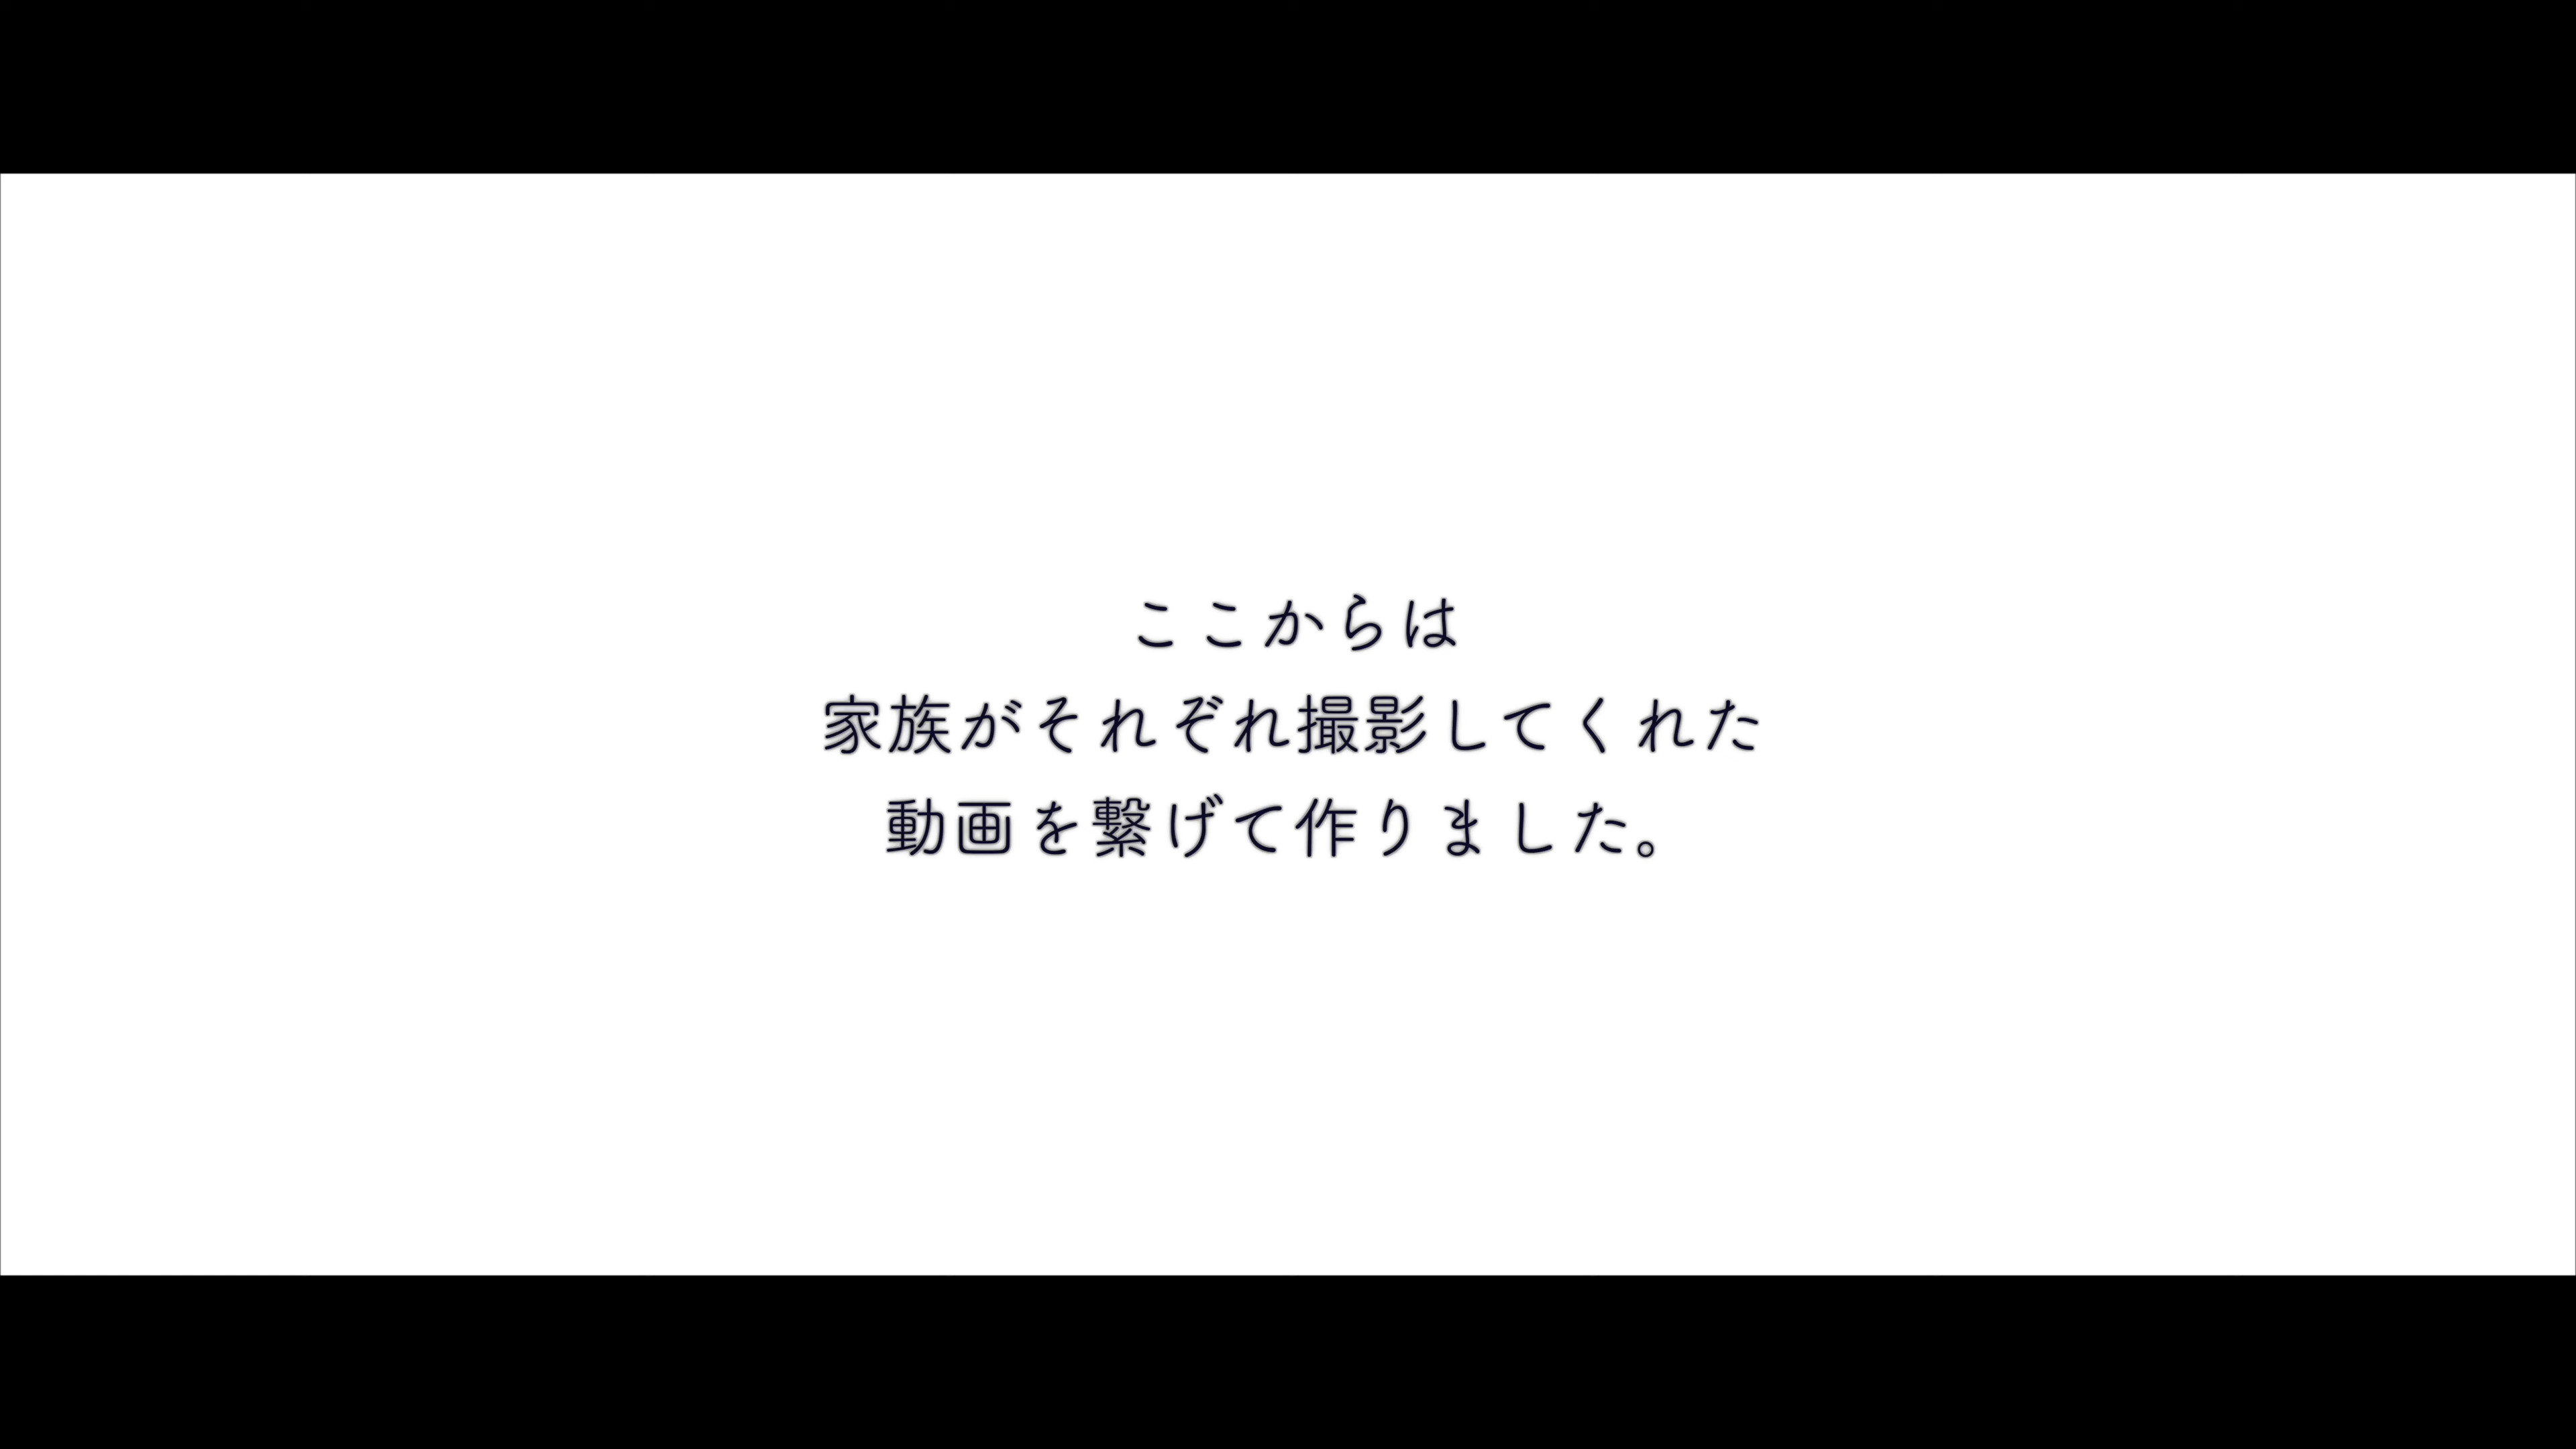 ここからは
家族がそれぞれ撮影してくれた
動画を繋げて作りました。